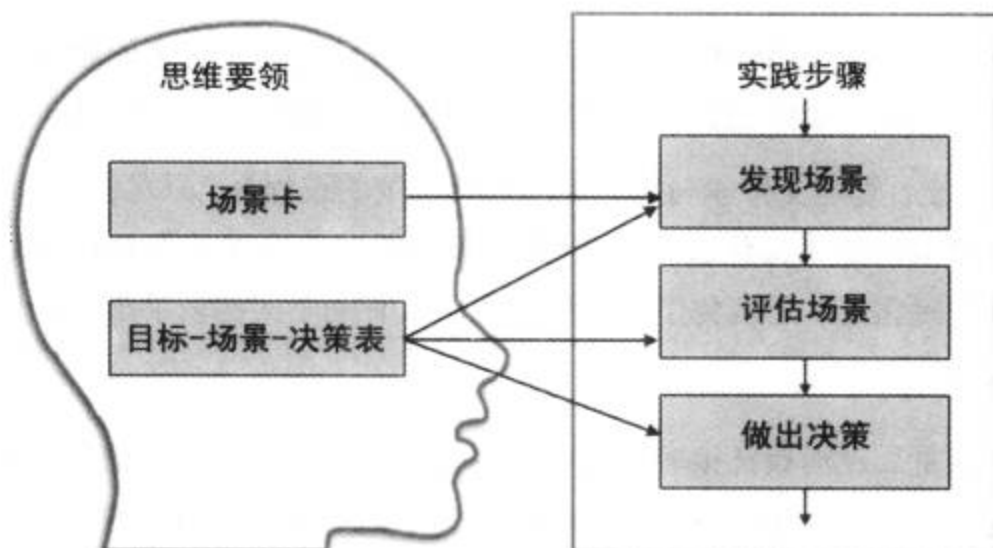 思维要领
场景卡
目标-场景-决策表
实践步骤
发现场景
评估场景
做出决策